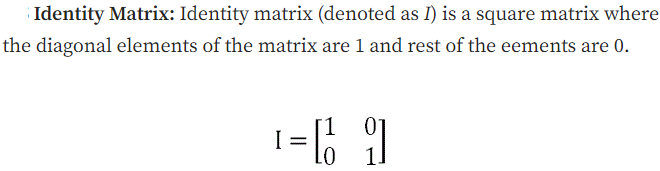 Identity Matrix: Identity matrix (denoted as I) is a square matrix where
the diagonal elements of the matrix are 1 and rest of the eements are 0.
I = [1 0
0 1]